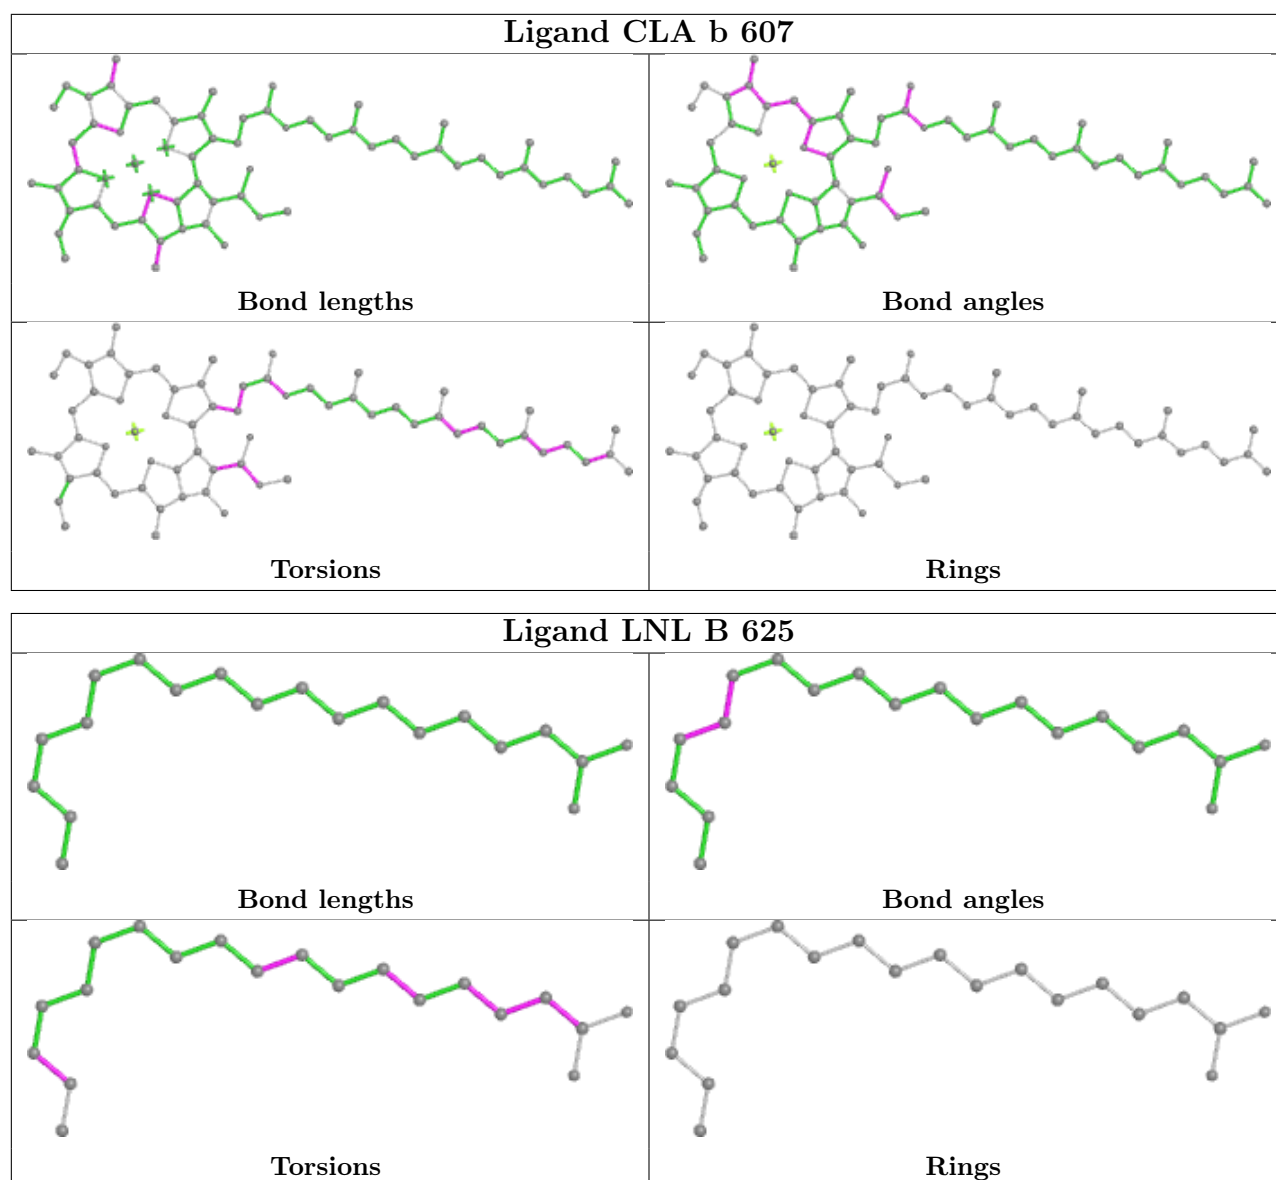 Ligand CLA b 607
Bond lengths
Bond angles
Torsions
Rings
Ligand LNL B 625
Bond lengths
Bond angles
Torsions
Rings